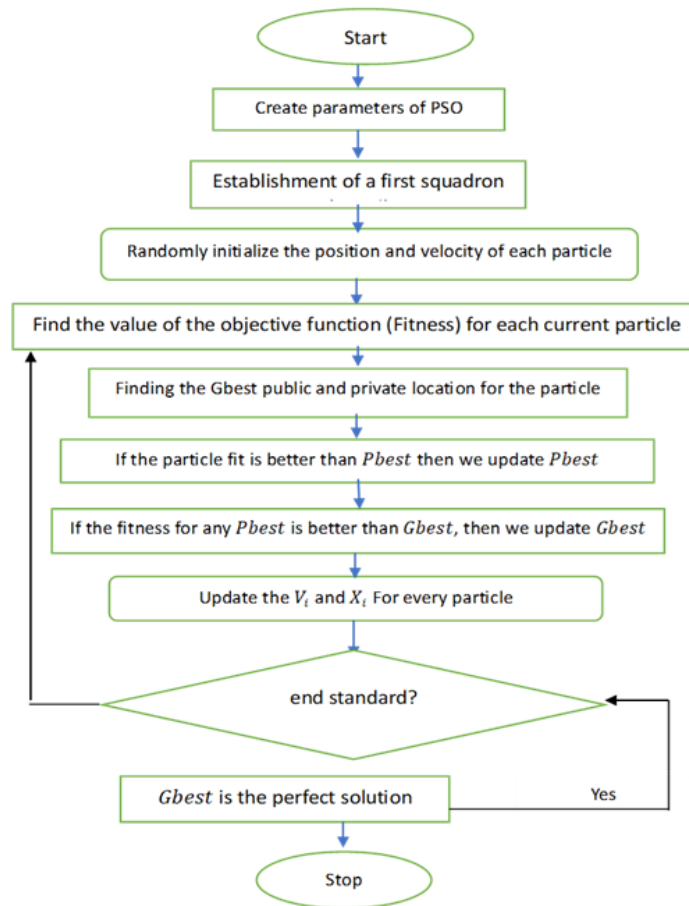 Start
Create parameters of PSO
Establishment of a first squadron
Randomly initialize the position and velocity of each particle
Find the value of the objective function (Fitness) for each current particle
Finding the Gbest public and private location for the particle
If the particle fit is better than Pbest then we update Pbest
If the fitness for any Pbest is better than Gbest, then we update Gbest
Update the Vᵢ and Xᵢ For every particle
end standard?
Gbest is the perfect solution
Yes
Stop